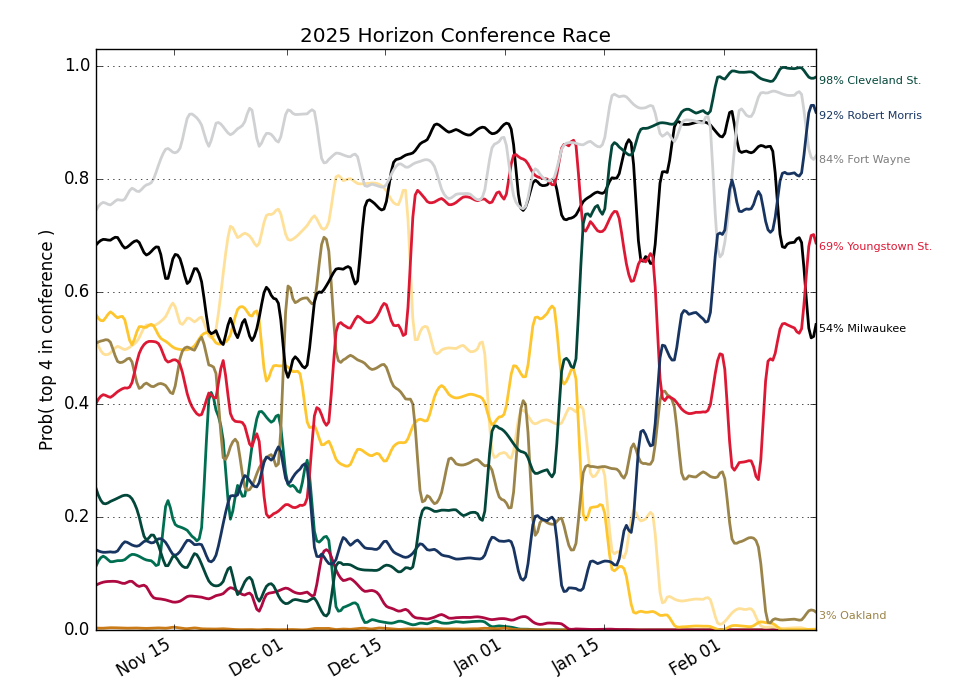 2025 Horizon Conference Race
Prob( top 4 in conference )
1.0
0.8
0.6
0.4
0.2
0.0
Nov 15
Dec 01
Dec 15
Jan 01
Jan 15
Feb 01
98% Cleveland St.
92% Robert Morris
84% Fort Wayne
69% Youngstown St.
54% Milwaukee
3% Oakland